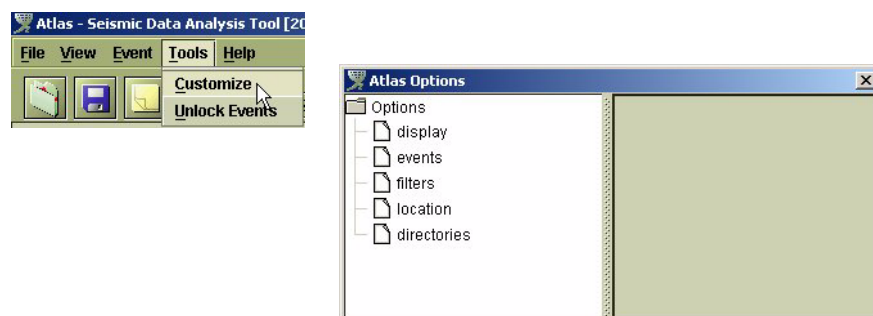 Atlas - Seismic Data Analysis Tool [20
File View Event Tools Help
Customize
Unlock Events
Atlas Options
Options
display
events
filters
location
directories